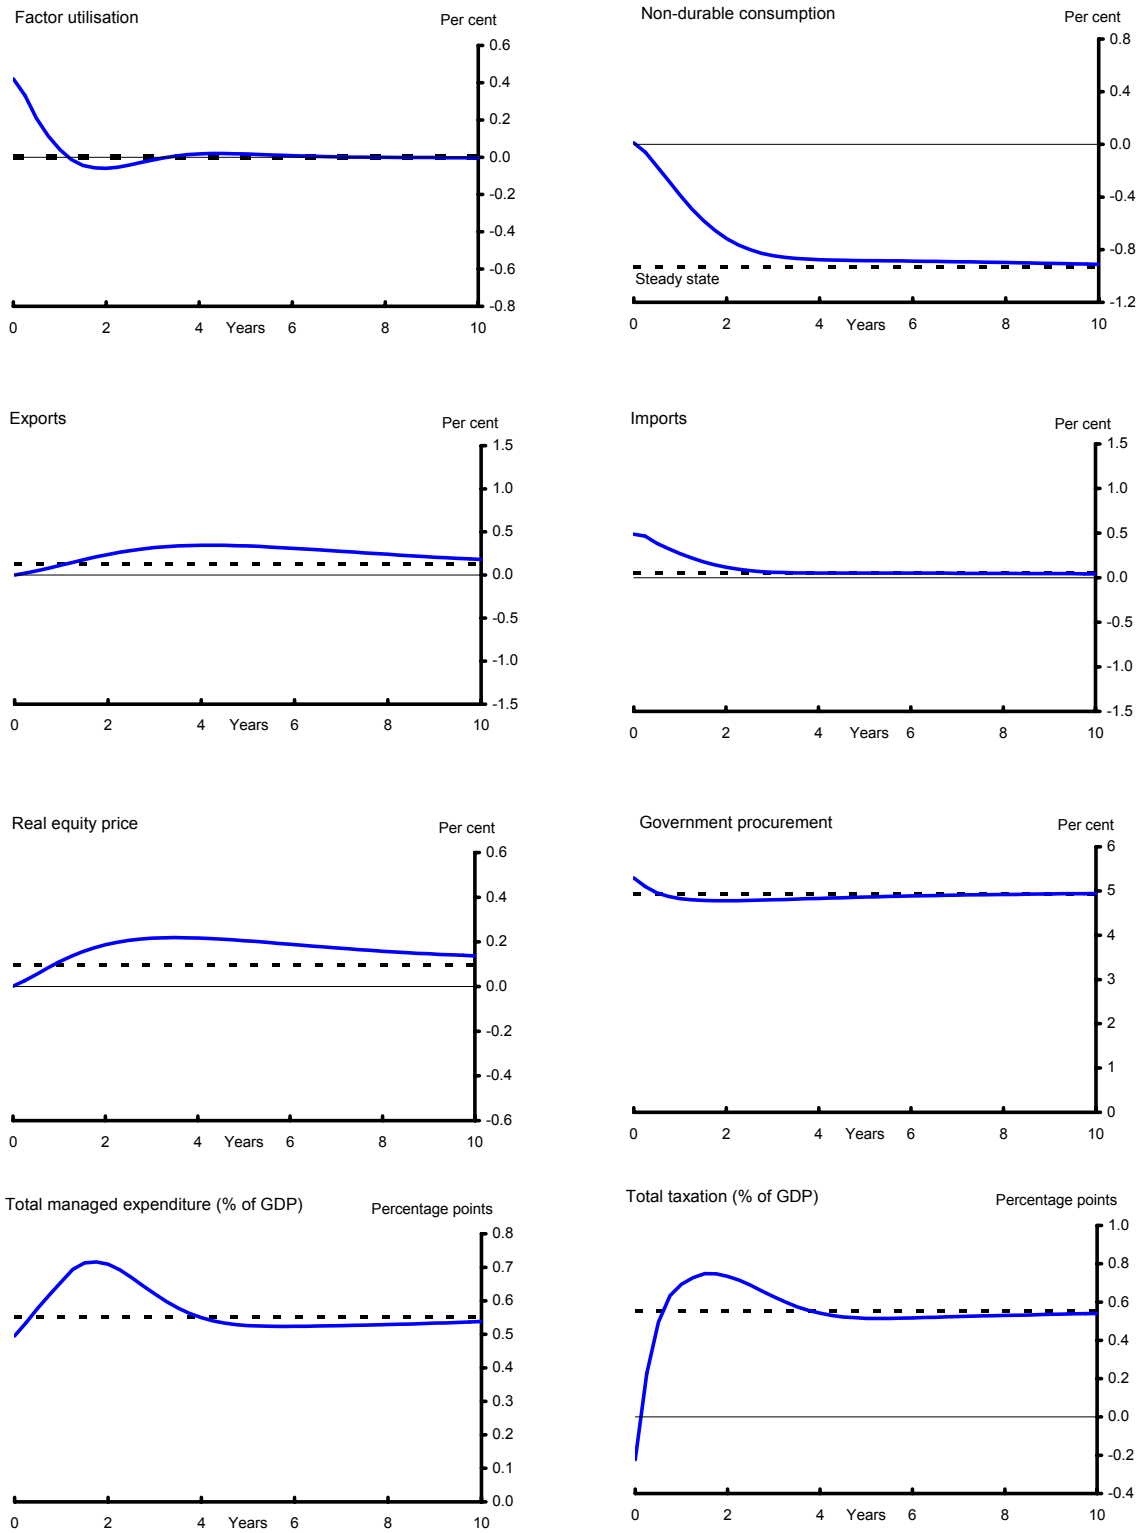 Factor utilisation
Per cent
0.6
0.4
0.2
0.0
-0.2
-0.4
-0.6
-0.8
0 2 Years 4 6 8 10
Non-durable consumption
Per cent
0.8
0.4
0.0
-0.4
-0.8
Steady state
-1.2
0 2 4 Years 6 8 10
Exports
Per cent
1.5
1.0
0.5
0.0
-0.5
-1.0
-1.5
0 2 4 Years 6 8 10
Imports
Per cent
1.5
1.0
0.5
0.0
-0.5
-1.0
-1.5
0 2 4 Years 6 8 10
Real equity price
Per cent
0.6
0.4
0.2
0.0
-0.2
-0.4
-0.6
0 2 4 Years 6 8 10
Government procurement
Per cent
6
5
4
3
2
1
0
0 2 4 Years 6 8 10
Total managed expenditure (% of GDP)
Percentage points
0.8
0.7
0.6
0.5
0.4
0.3
0.2
0.1
0.0
0 2 4 Years 6 8 10
Total taxation (% of GDP)
Percentage points
1.0
0.8
0.6
0.4
0.2
0.0
-0.2
-0.4
0 2 4 Years 6 8 10